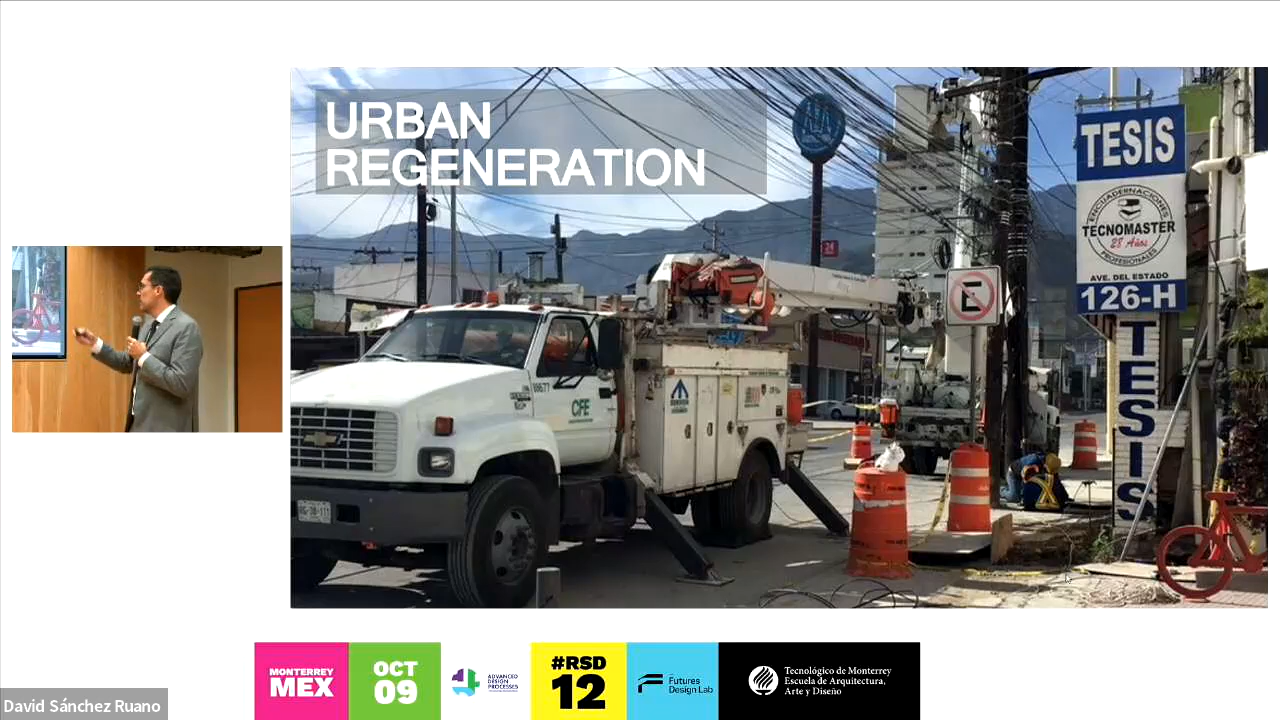 URBAN
REGENERATION
TESIS
ENCUADERNACIONES
TECNOMASTER
28 Años
PROFESIONALES
AVE. DEL ESTADO
126-H
TESIS
E
24
CFE
MONTERREY
MEX
OCT
09
ADVANCED
DESIGN
PROCESSES
#RSD
12
Futures
Design Lab
Tecnológico de Monterrey
Escuela de Arquitectura,
Arte y Diseño
David Sánchez Ruano